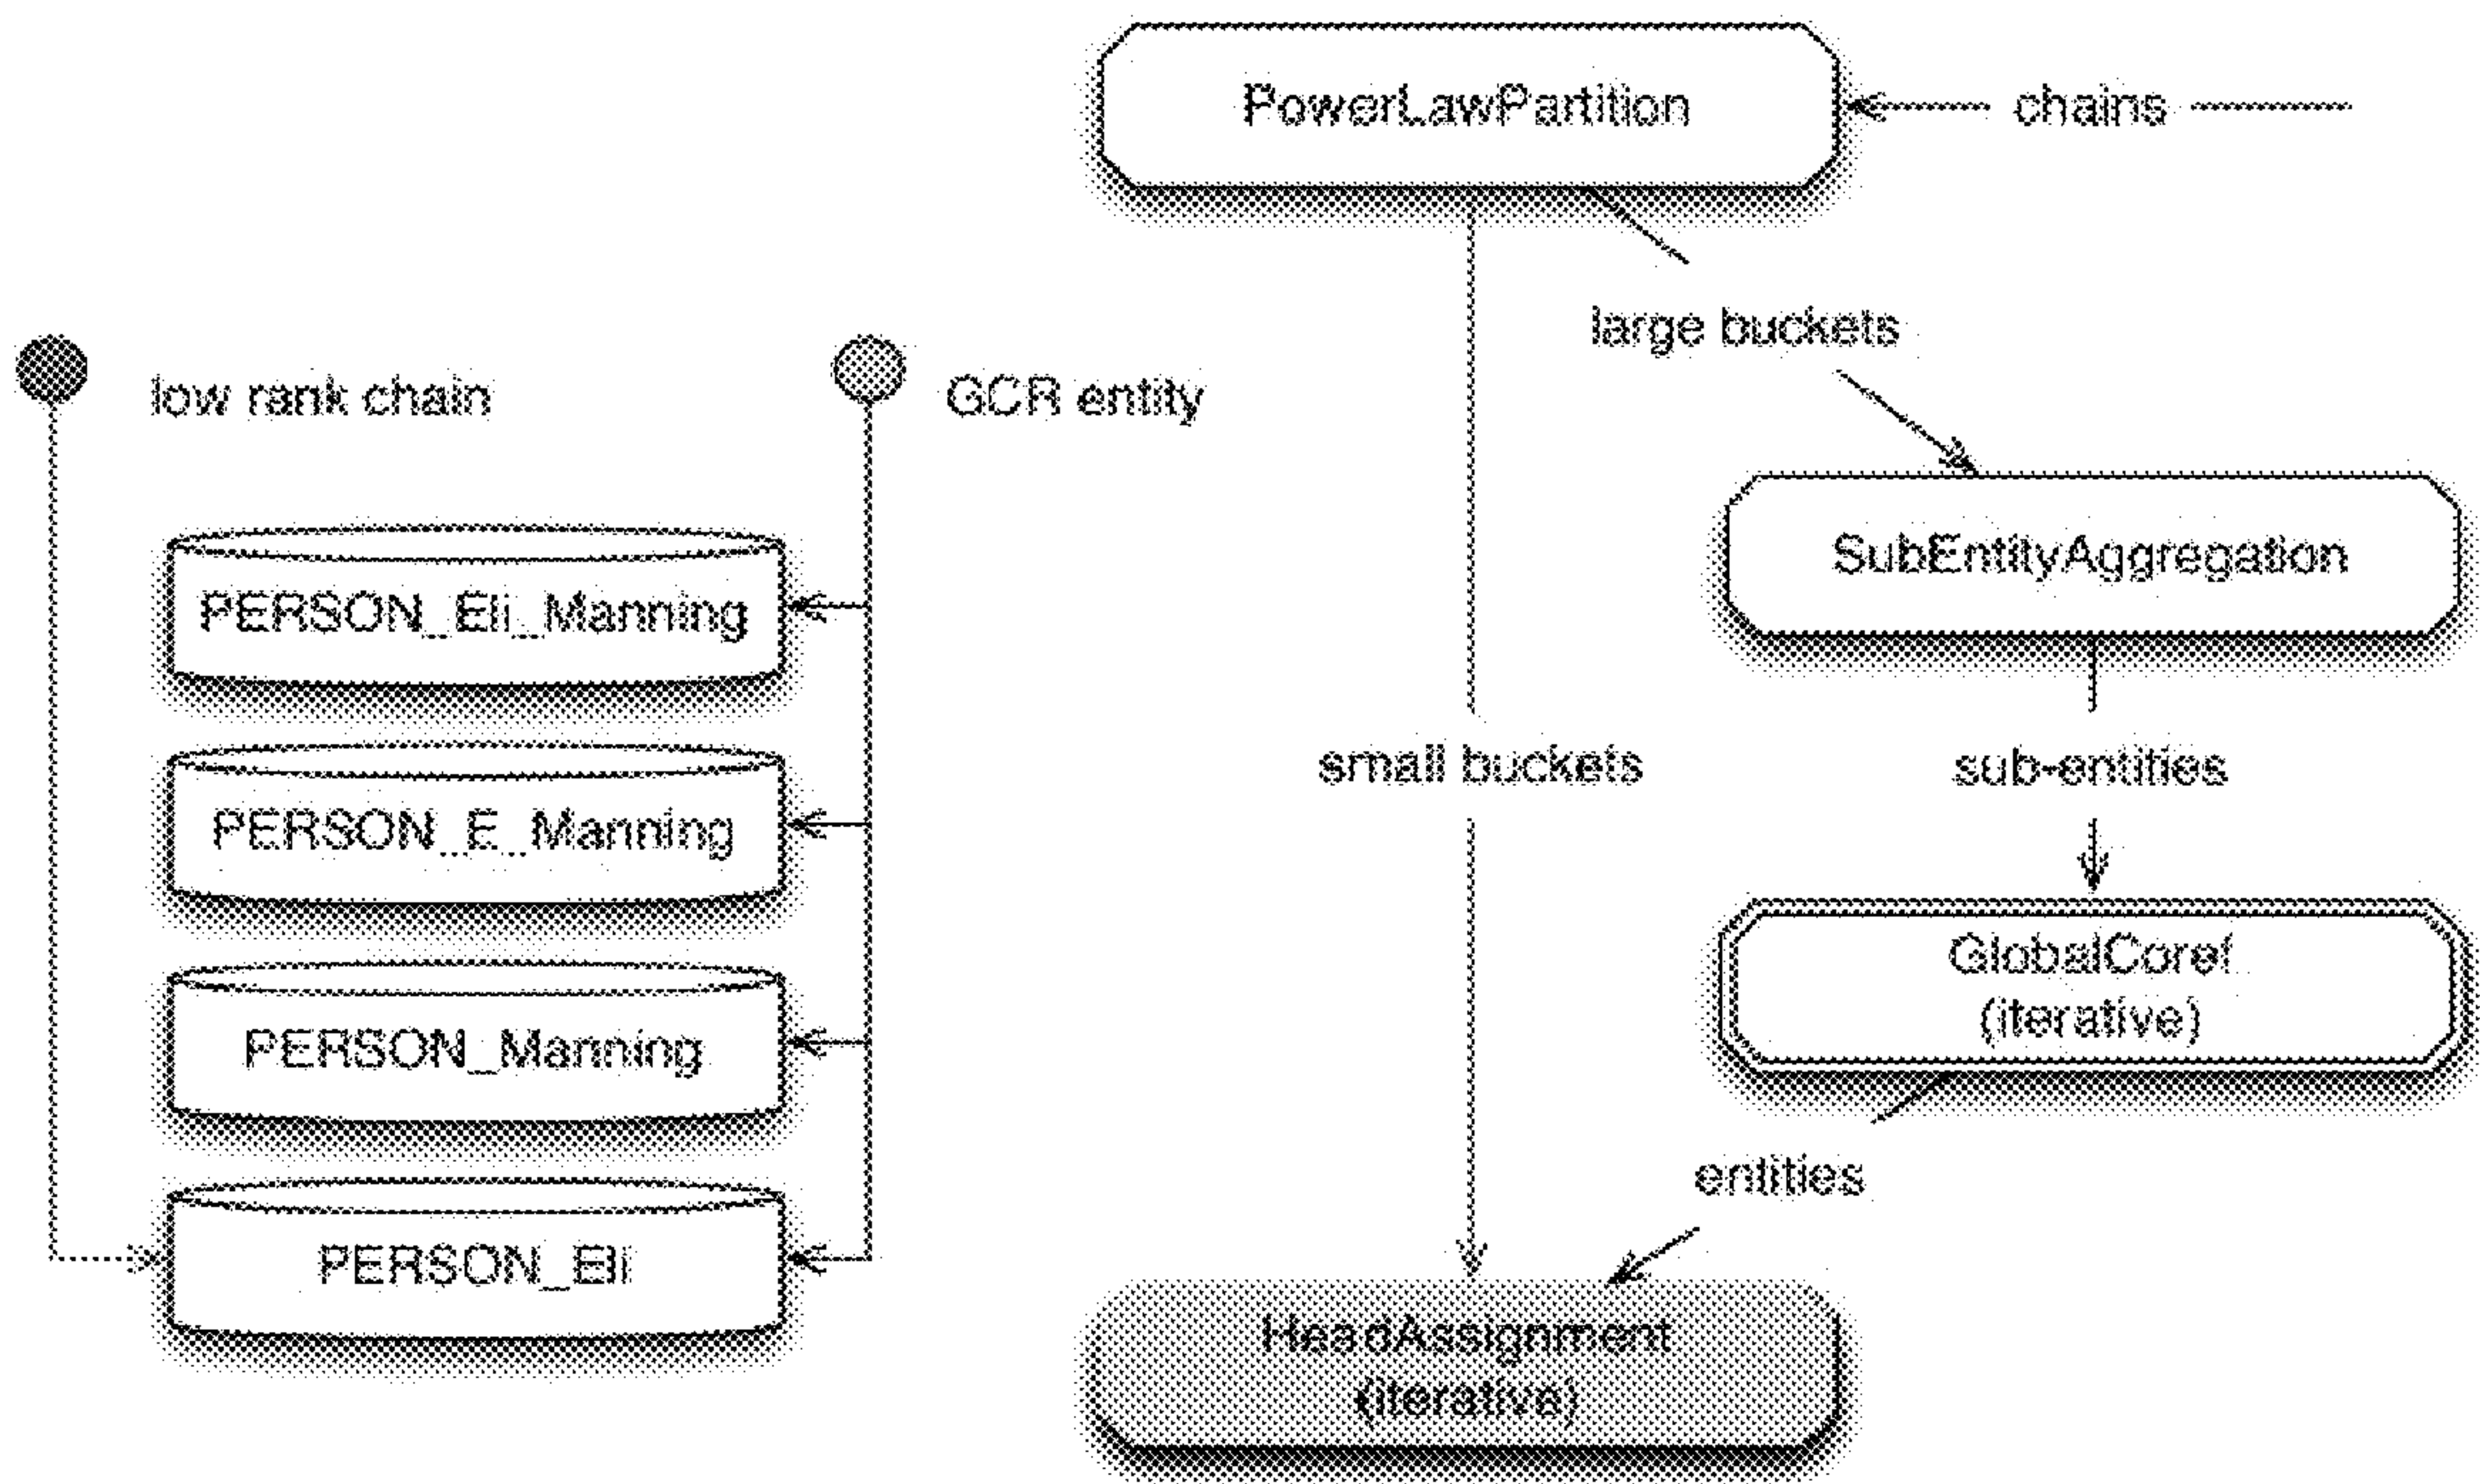 PowerLawPartition
chains
large buckets
low rank chain
GCR entity
SubEntityAggregation
PERSON_Eli_Manning
small buckets
sub-entities
PERSON_E_Manning
GlobalCoref
(iterative)
PERSON_Manning
entities
PERSON_Eli
HeadAssignment
(iterative)